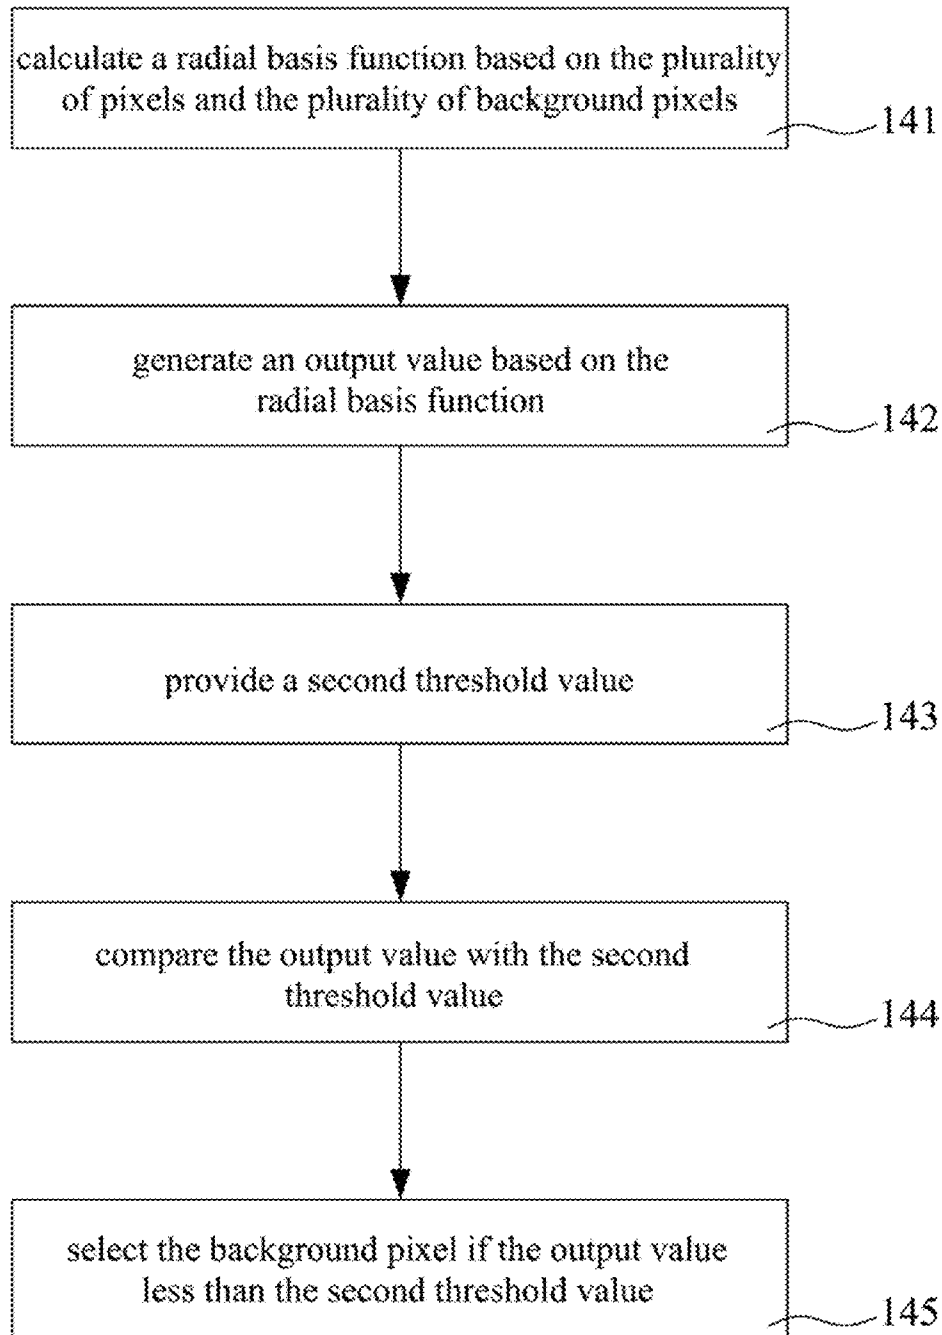 calculate a radial basis function based on the plurality
of pixels and the plurality of background pixels
141
generate an output value based on the
radial basis function
142
provide a second threshold value
143
compare the output value with the second
threshold value
144
select the background pixel if the output value
less than the second threshold value
145